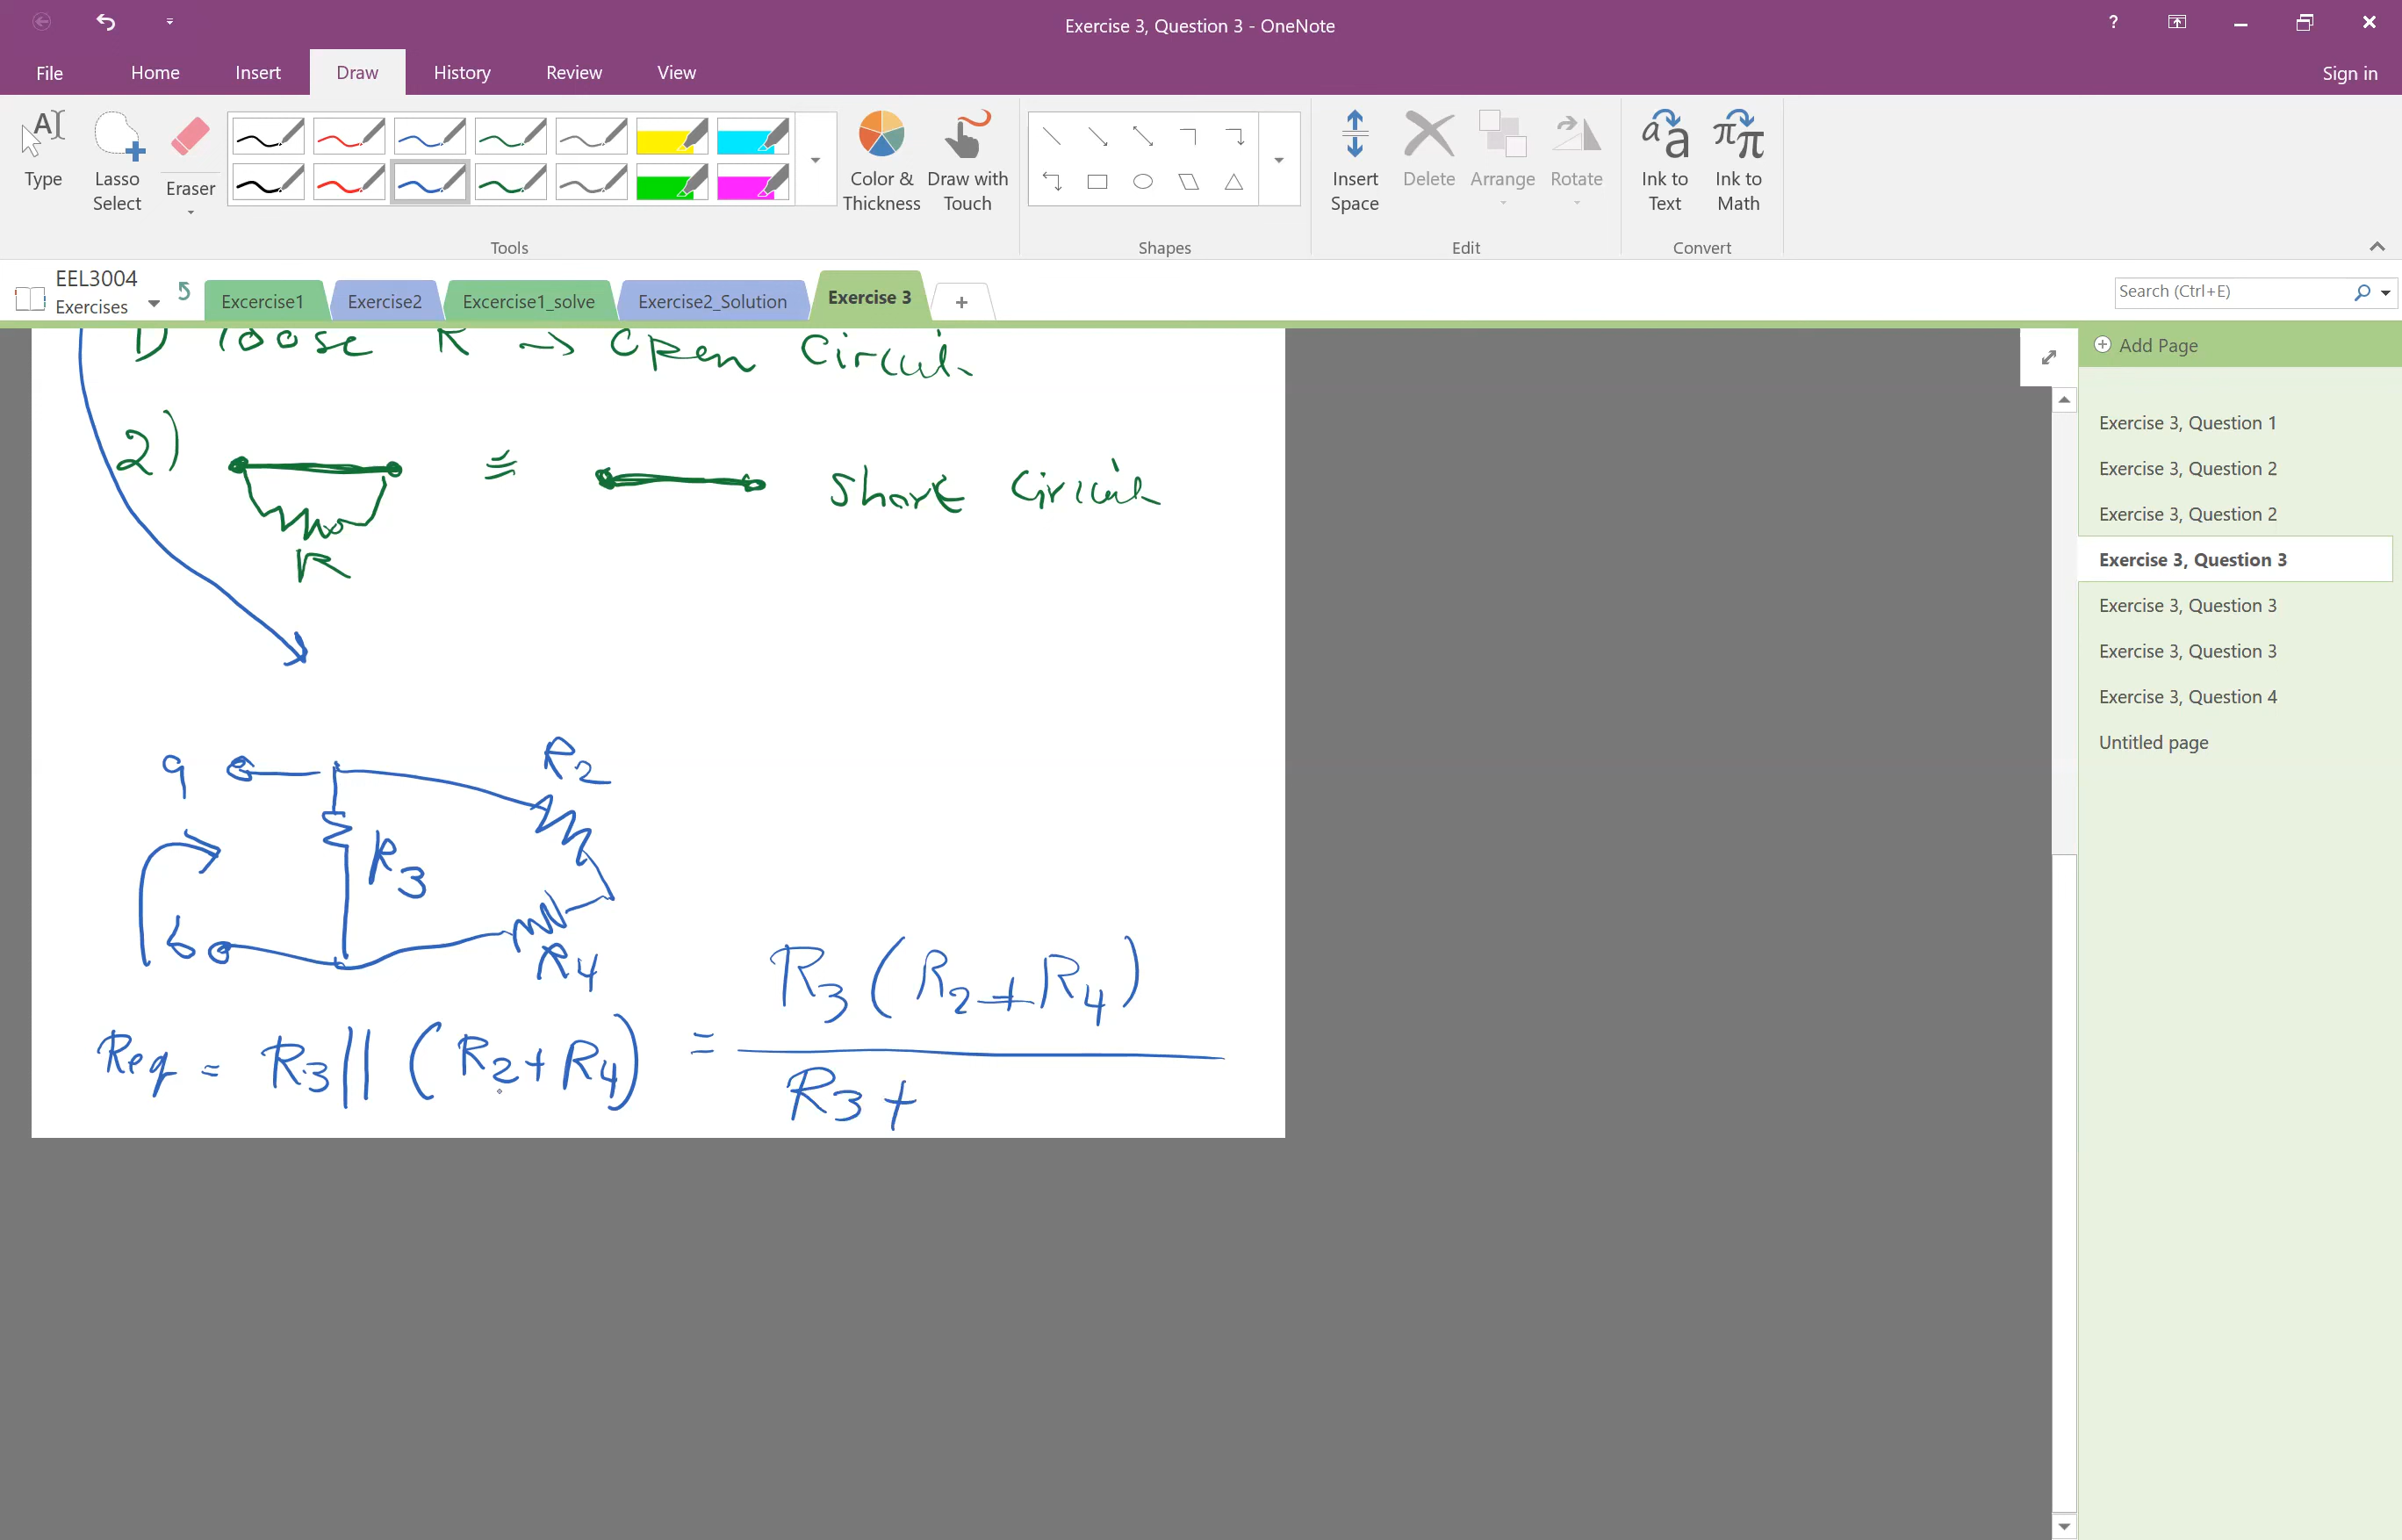 Exercise 3, Question 3 - OneNote
?
File Home Insert Draw History Review View Sign in
Type Lasso Select Eraser Color & Thickness Draw with Touch Insert Space Delete Arrange Rotate Ink to Text Ink to Math
Tools Shapes Edit Convert
EEL3004
Exercises
Excercise1 Exercise2 Excercise1_solve Exercise2_Solution Exercise 3 +
Search (Ctrl+E)
Add Page
Exercise 3, Question 1
Exercise 3, Question 2
Exercise 3, Question 2
Exercise 3, Question 3
Exercise 3, Question 3
Exercise 3, Question 3
Exercise 3, Question 4
Untitled page
1) loose R -> open Circuit
2) ≡ Short Circuit
R
a R2
R3
b R4
Req = R3 || (R2 + R4) = R3 (R2 + R4)
R3 +